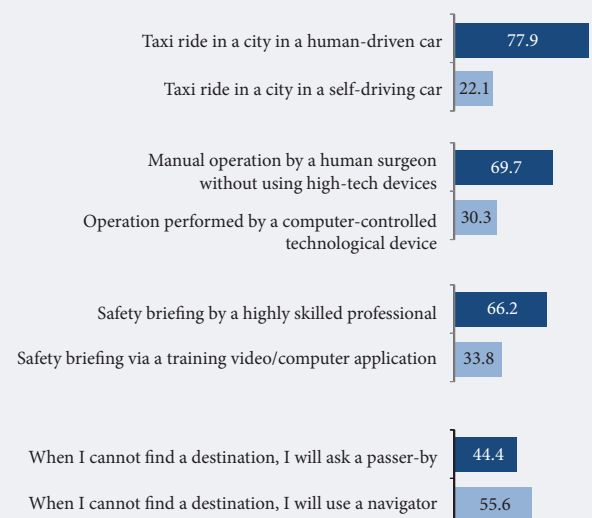 Taxi ride in a city in a human-driven car 77.9
Taxi ride in a city in a self-driving car 22.1
Manual operation by a human surgeon
without using high-tech devices 69.7
Operation performed by a computer-controlled
technological device 30.3
Safety briefing by a highly skilled professional 66.2
Safety briefing via a training video/computer application 33.8
When I cannot find a destination, I will ask a passer-by 44.4
When I cannot find a destination, I will use a navigator 55.6